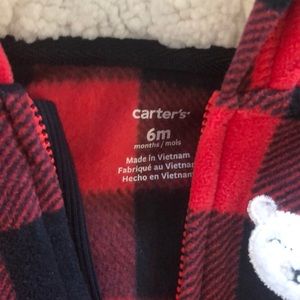 carter's
6m
months / mois
Made in Vietnam
Fabriqué au Vietnam
Hecho en Vietnam